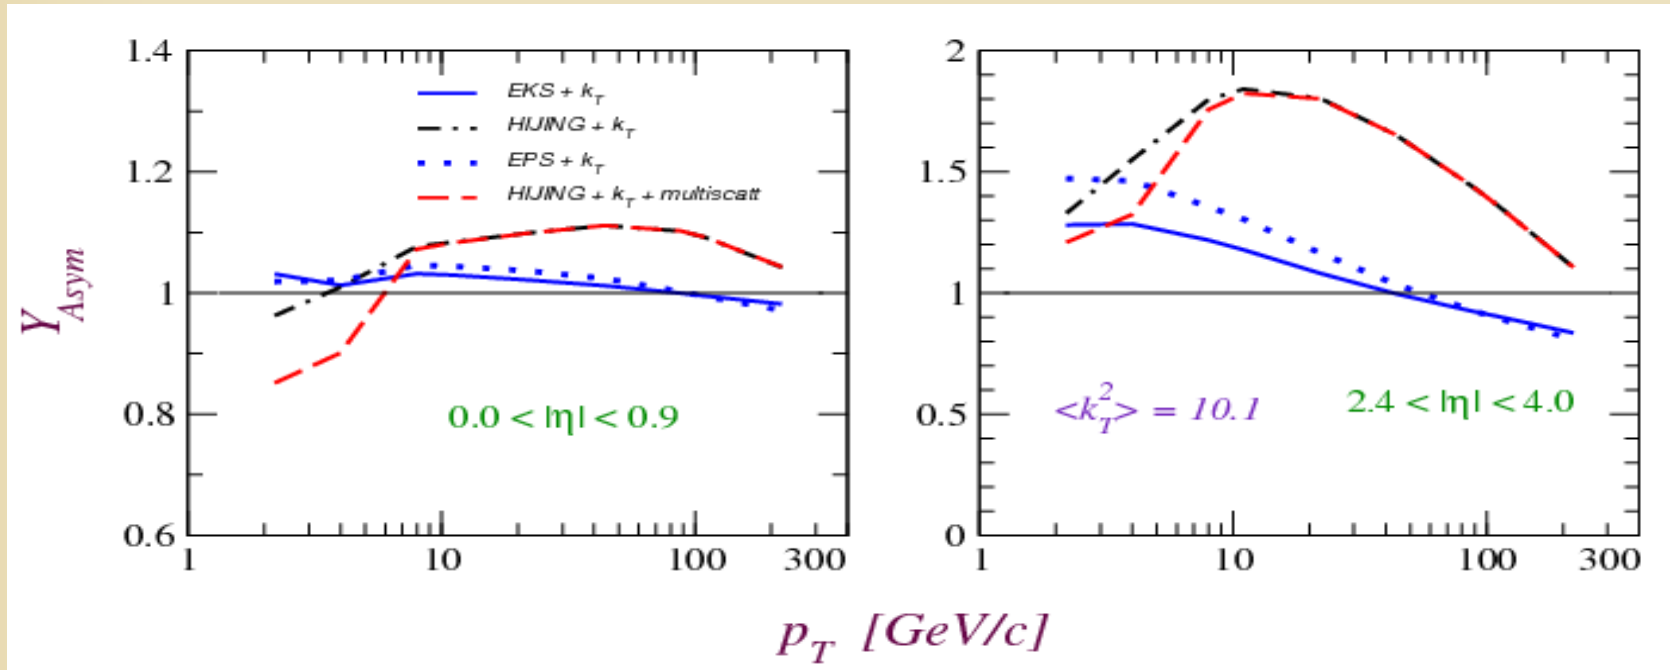 Y_Asym
1.4
1.2
1
0.8
0.6
1
10
100
300
EKS + k_T
HIJING + k_T
EPS + k_T
HIJING + k_T + multiscatt
0.0 < |η| < 0.9
2
1.5
1
0.5
0
1
10
100
300
<k_T^2> = 10.1
2.4 < |η| < 4.0
p_T [GeV/c]